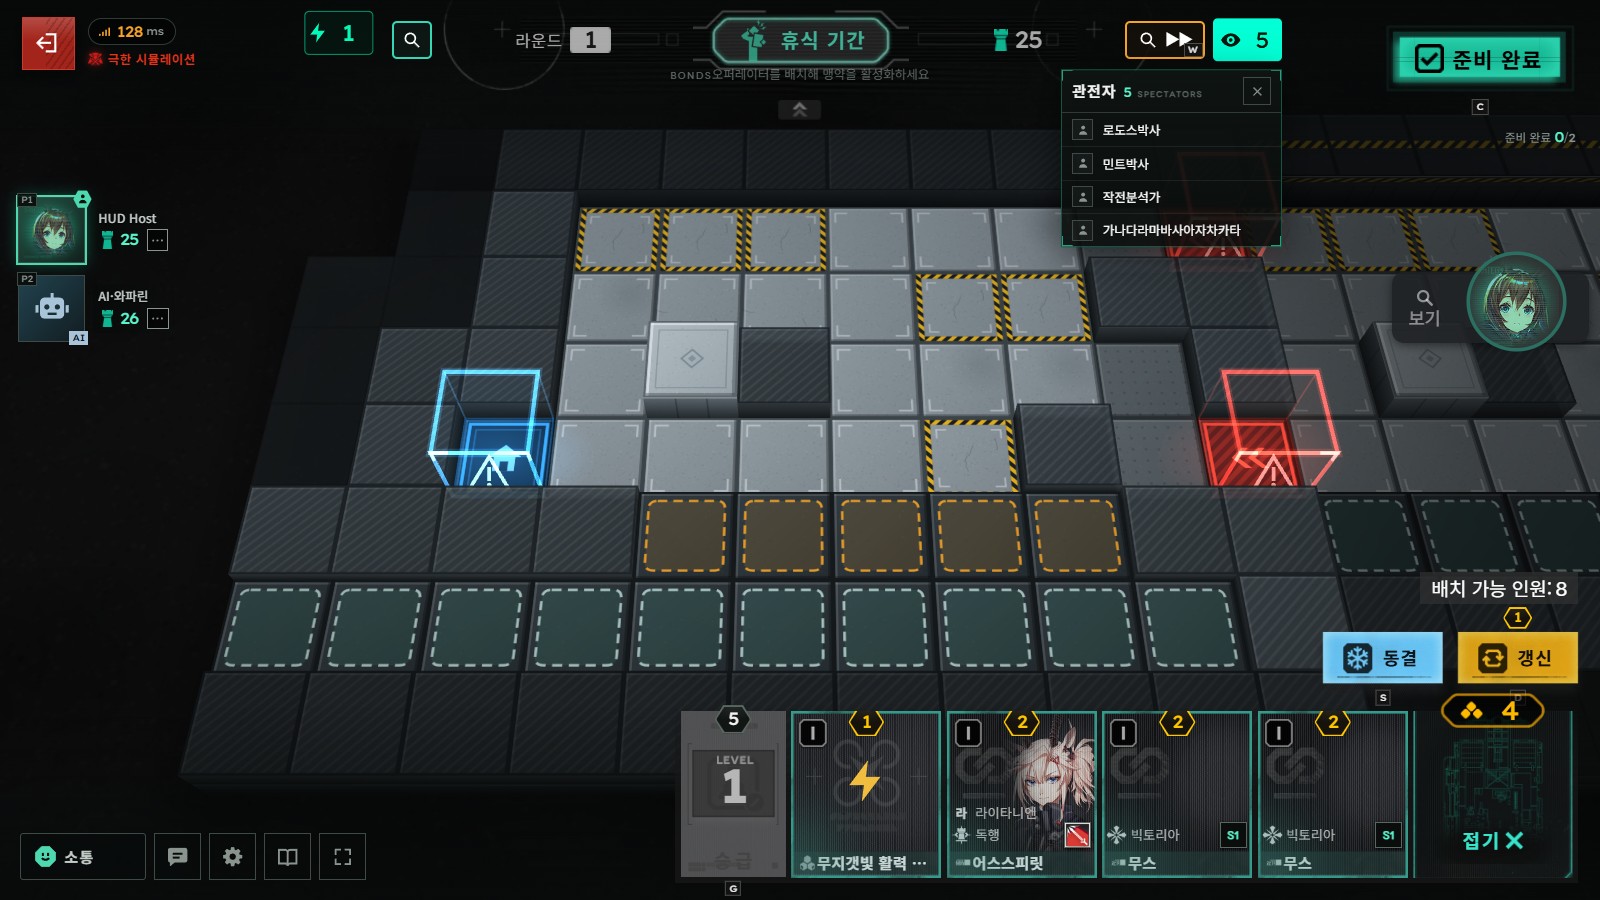 128 ms
극한 시뮬레이션
1
라운드 1
휴식 기간
BONDS오퍼레이터를 배치해 맹약을 활성화하세요
25
W
5
준비 완료
C
준비 완료 0/2
관전자 5 SPECTATORS
로도스박사
민트박사
작전분석가
가나다라마바사아자차카타
P1
HUD Host
25
P2
AI·와파린
26
AI
보기
배치 가능 인원: 8
1
동결
갱신
S
D
4
5
LEVEL
1
승급
G
I
1
무지갯빛 활력 ...
I
2
라 라이타니엔
독행
어스스피릿
I
2
빅토리아
S1
무스
I
2
빅토리아
S1
무스
접기
소통